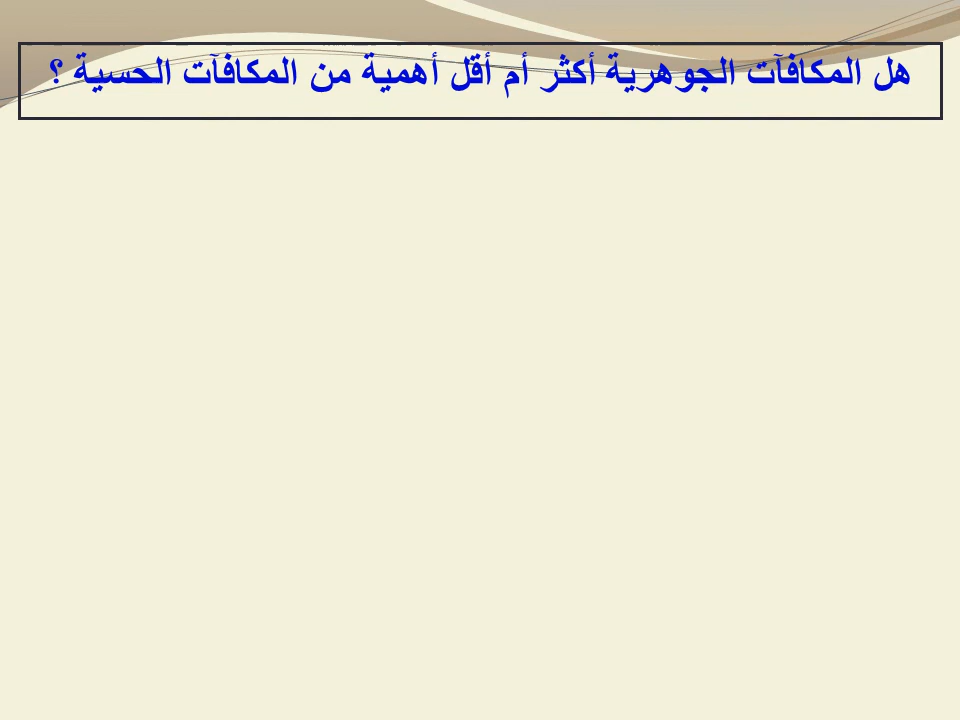 هل المكافآت الجوهرية أكثر أم أقل أهمية من المكافآت الحسية ؟